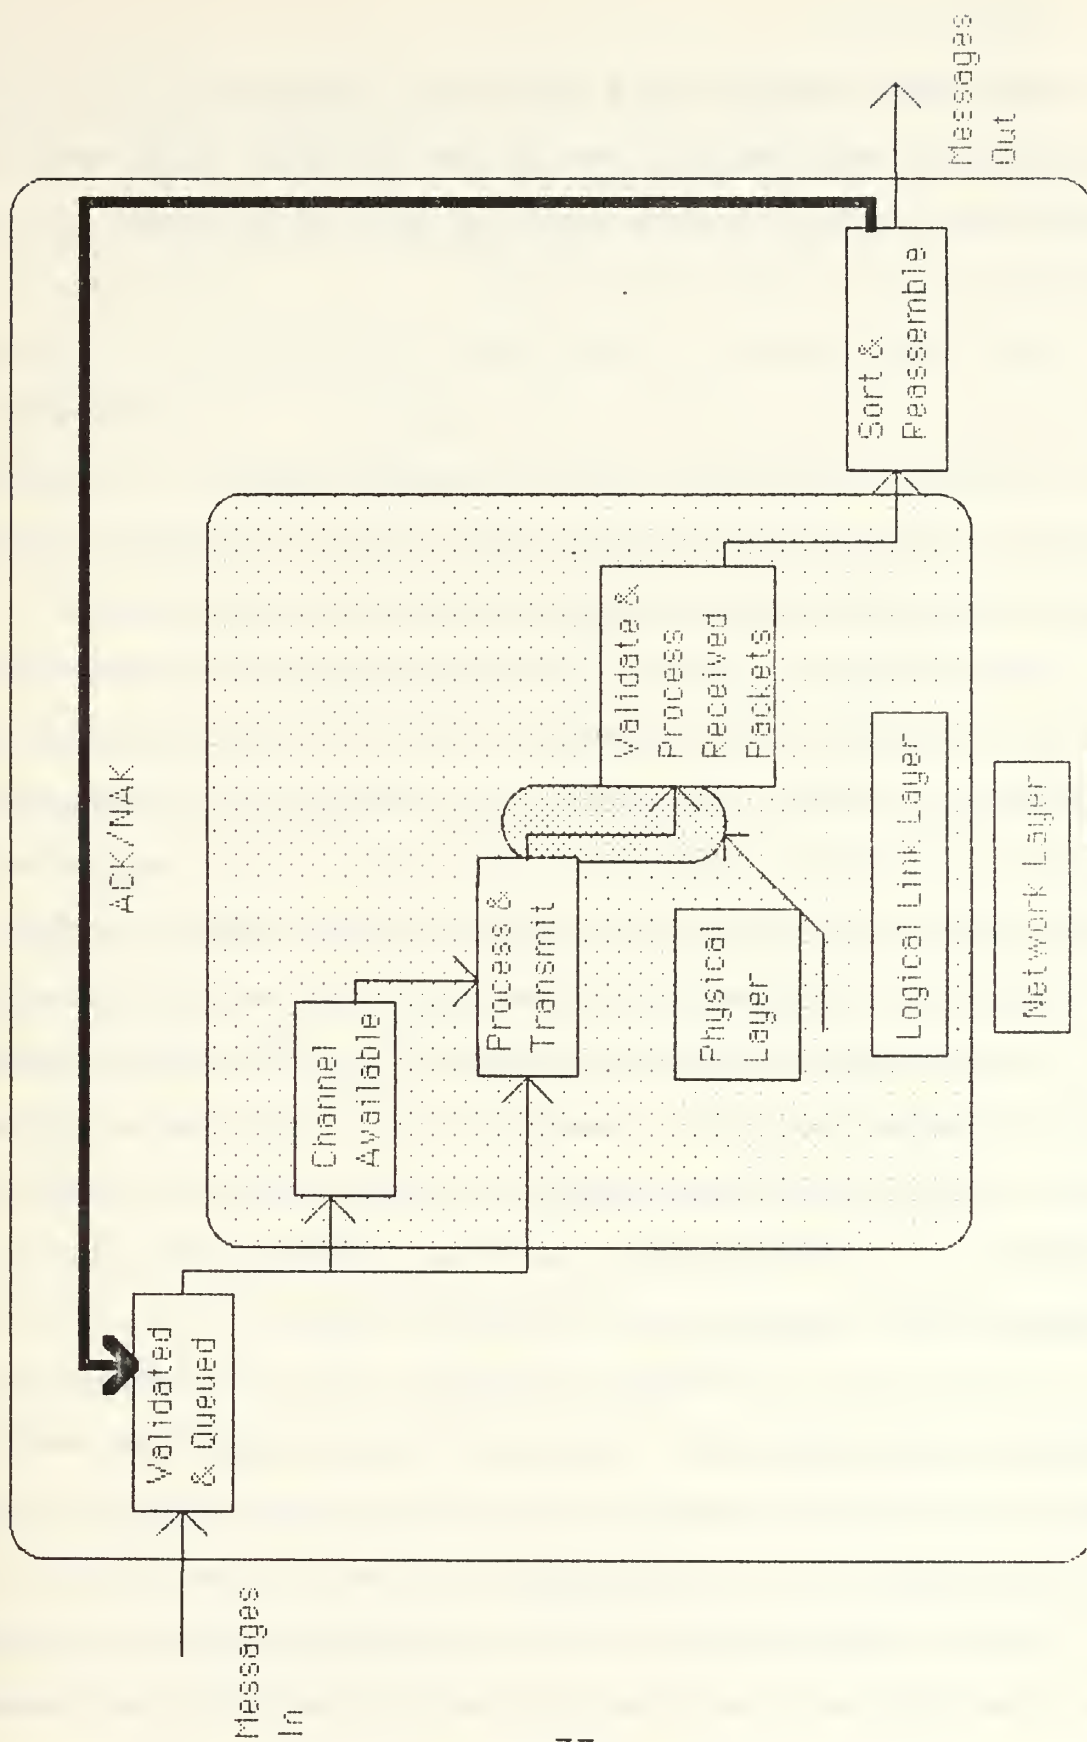 Messages
In
Validated
& Queued
ACK/NAK
Channel
Available
Process &
Transmit
Physical
Layer
Validate &
Process
Received
Packets
Logical Link Layer
Network Layer
Sort &
Reassemble
Messages
Out